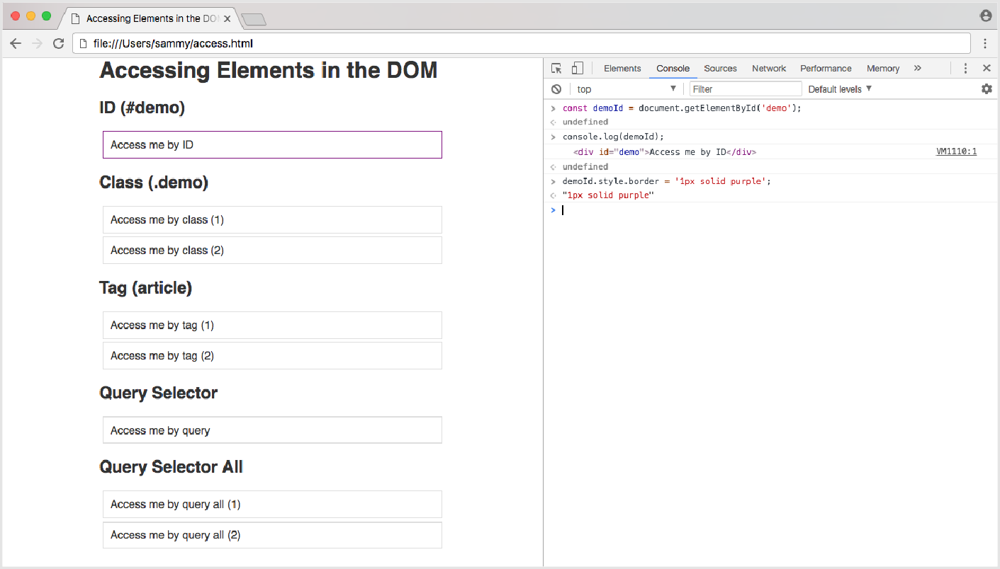 Accessing Elements in the DO
file:///Users/sammy/access.html
Accessing Elements in the DOM
ID (#demo)
Access me by ID
Class (.demo)
Access me by class (1)
Access me by class (2)
Tag (article)
Access me by tag (1)
Access me by tag (2)
Query Selector
Access me by query
Query Selector All
Access me by query all (1)
Access me by query all (2)
Elements Console Sources Network Performance Memory »
top Filter Default levels
> const demoId = document.getElementById('demo');
undefined
> console.log(demoId);
<div id="demo">Access me by ID</div> VM1110:1
undefined
> demoId.style.border = '1px solid purple';
"1px solid purple"
>